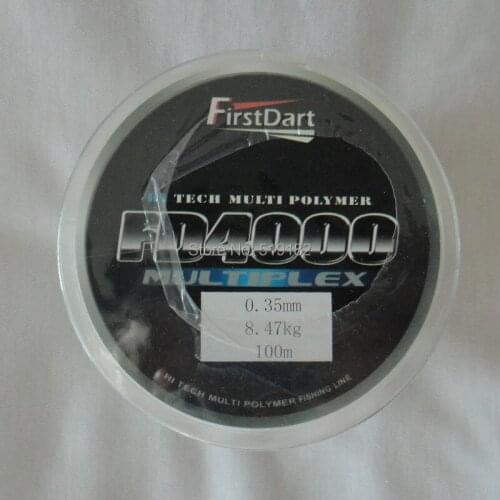 FirstDart
TECH MULTI POLYMER
FD4000
Store No: 519182
MULTIPLEX
0.35mm
8.47kg
100m
HI TECH MULTI POLYMER FISHING LINE